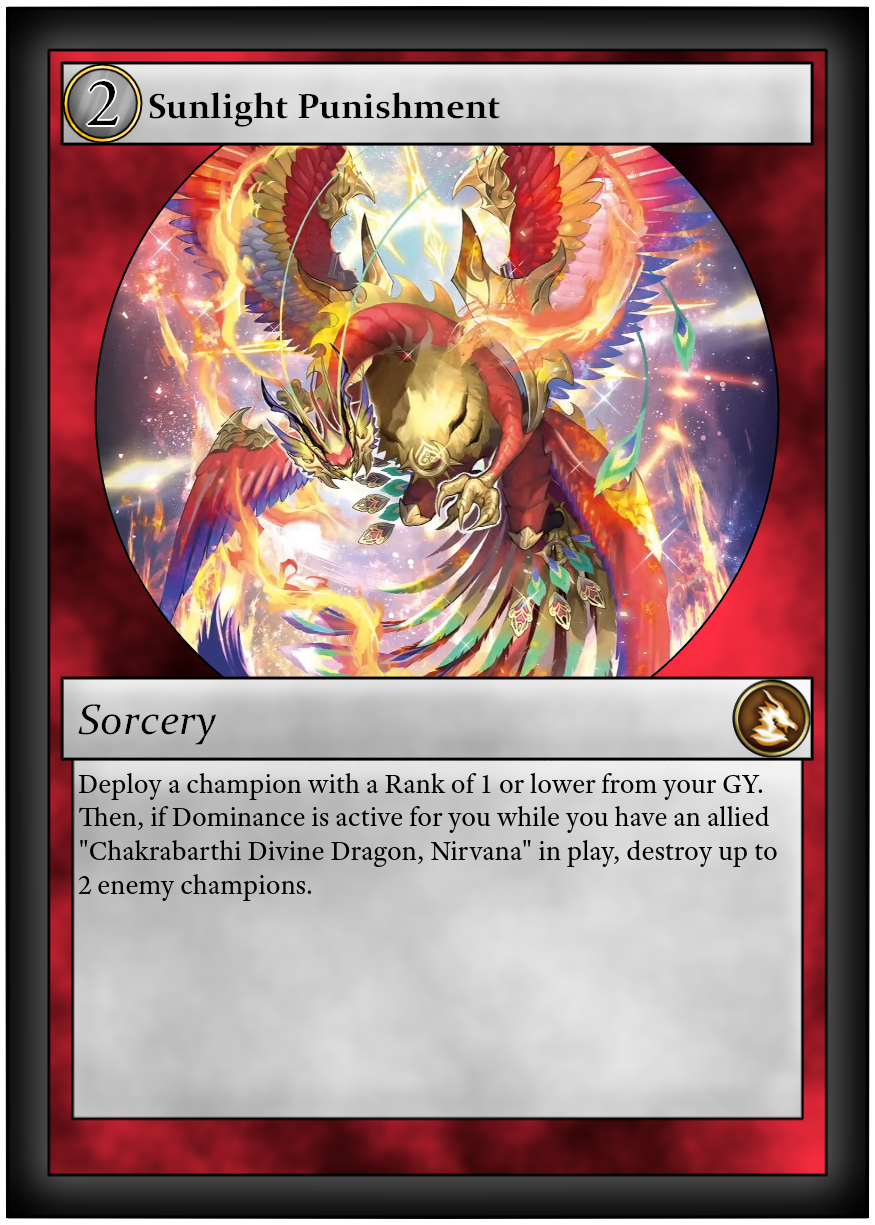 2
Sunlight Punishment
Sorcery
Deploy a champion with a Rank of 1 or lower from your GY.
Then, if Dominance is active for you while you have an allied
"Chakrabarthi Divine Dragon, Nirvana" in play, destroy up to
2 enemy champions.